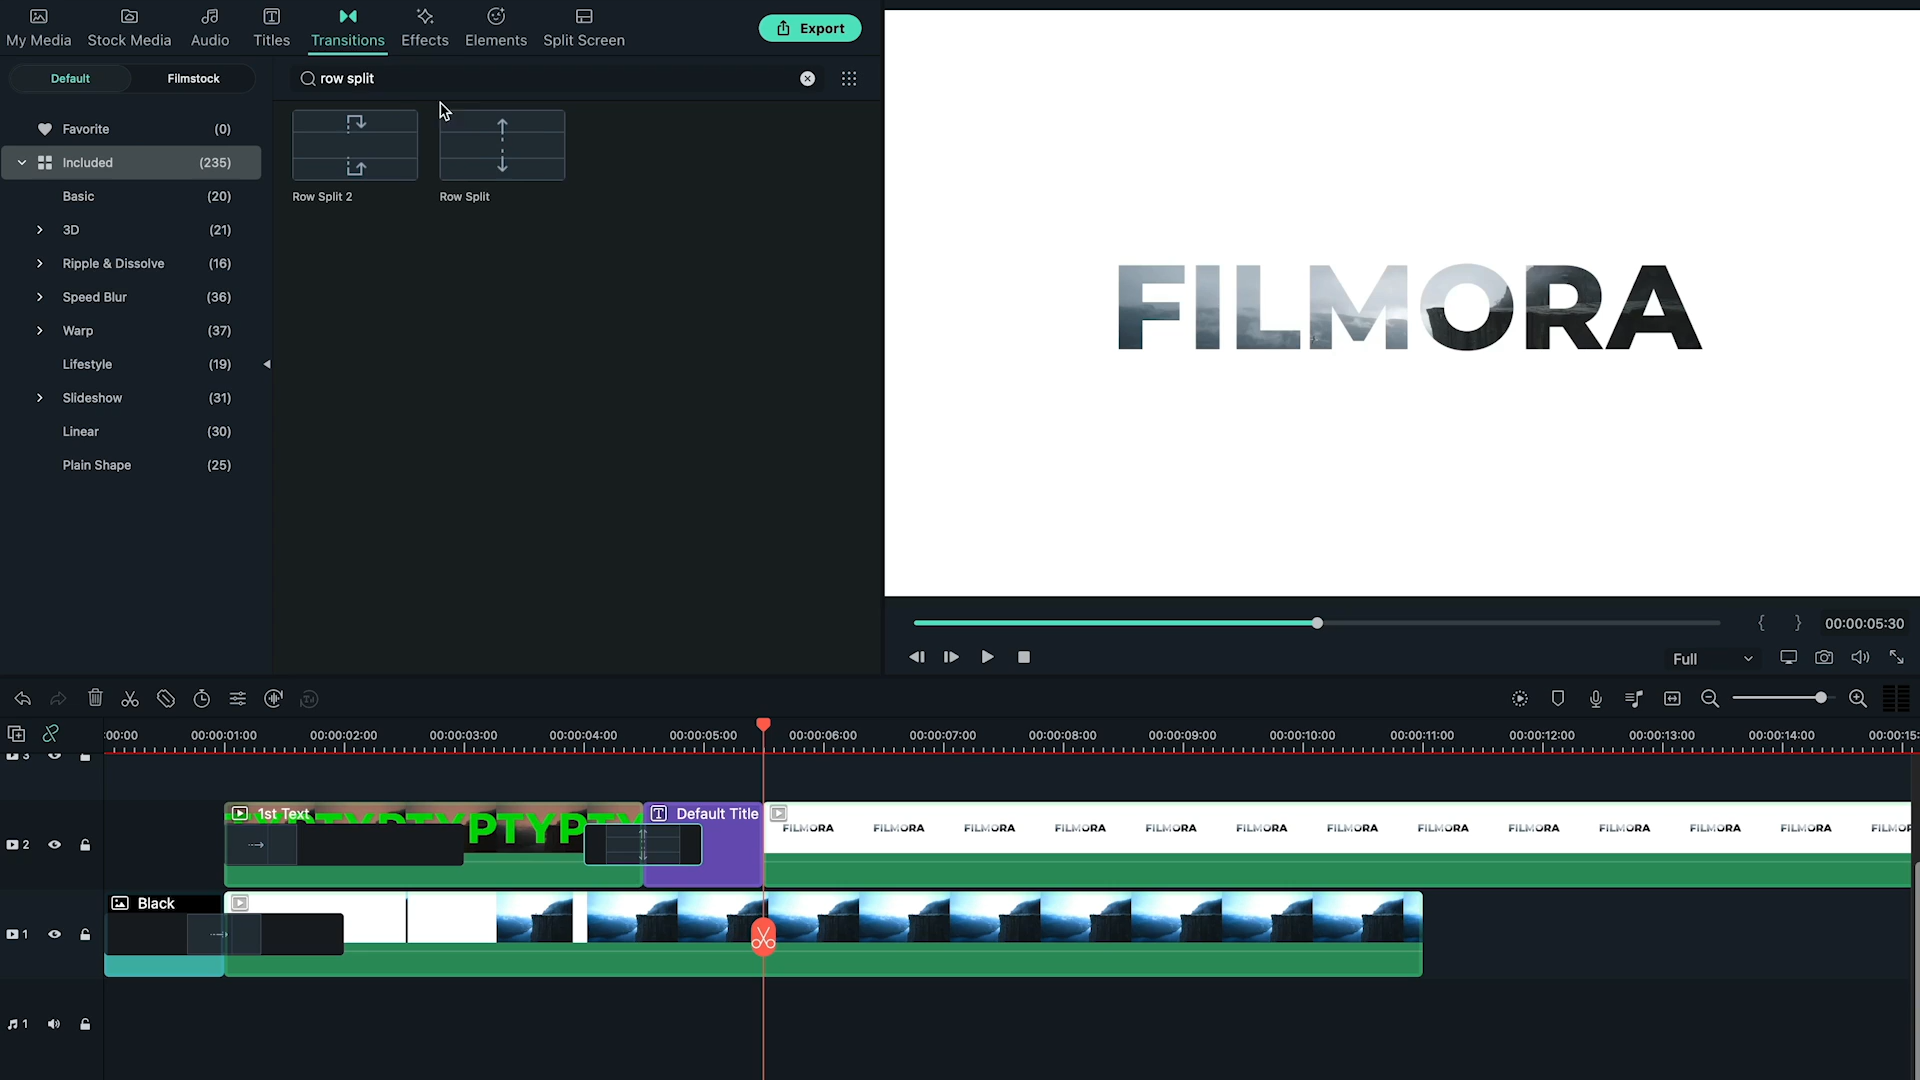 My Media Stock Media Audio Titles Transitions Effects Elements Split Screen Export
Default Filmstock
row split
Favorite (0)
Included (235)
Basic (20)
3D (21)
Ripple & Dissolve (16)
Speed Blur (36)
Warp (37)
Lifestyle (19)
Slideshow (31)
Linear (30)
Plain Shape (25)
Row Split 2 Row Split
FILMORA
{ } 00:00:05:30
Full
:00:00 00:00:01:00 00:00:02:00 00:00:03:00 00:00:04:00 00:00:05:00 00:00:06:00 00:00:07:00 00:00:08:00 00:00:09:00 00:00:10:00 00:00:11:00 00:00:12:00 00:00:13:00 00:00:14:00 00:00:15:
3
1st Text Default Title
PTYP
FILMORA FILMORA FILMORA FILMORA FILMORA FILMORA FILMORA FILMORA FILMORA FILMORA FILMORA FILMORA FILMOR
2
Black
1
1